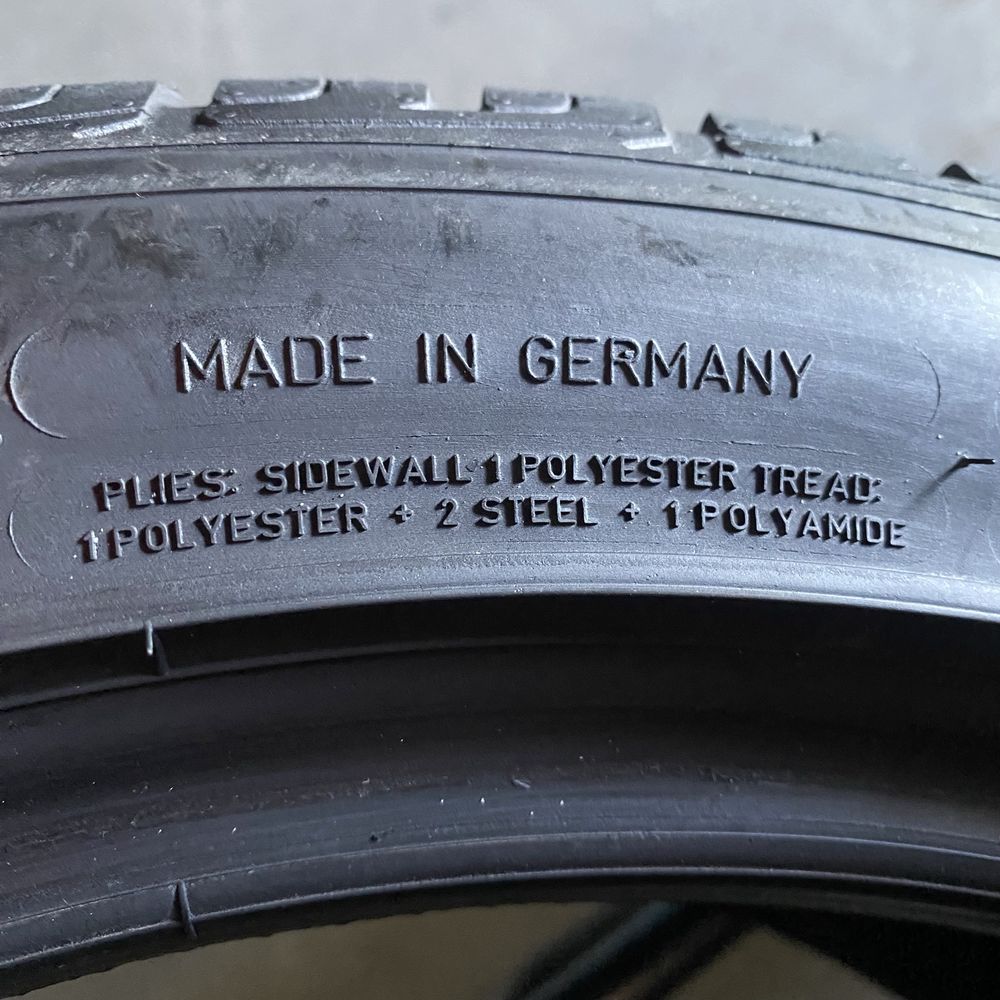 MADE IN GERMANY
PLIES: SIDEWALL 1 POLYESTER TREAD:
1 POLYESTER + 2 STEEL + 1 POLYAMIDE